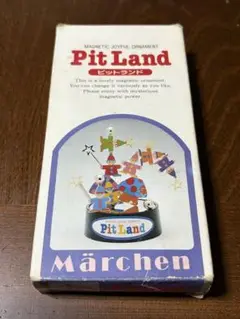 MAGNETIC JOYFUL ORNAMENT
Pit Land
ピットランド
This is a lovely magnetic ornament.
You can change it variously as you like.
Please enjoy with mysterious
magnetic power.
Pit Land
Märchen